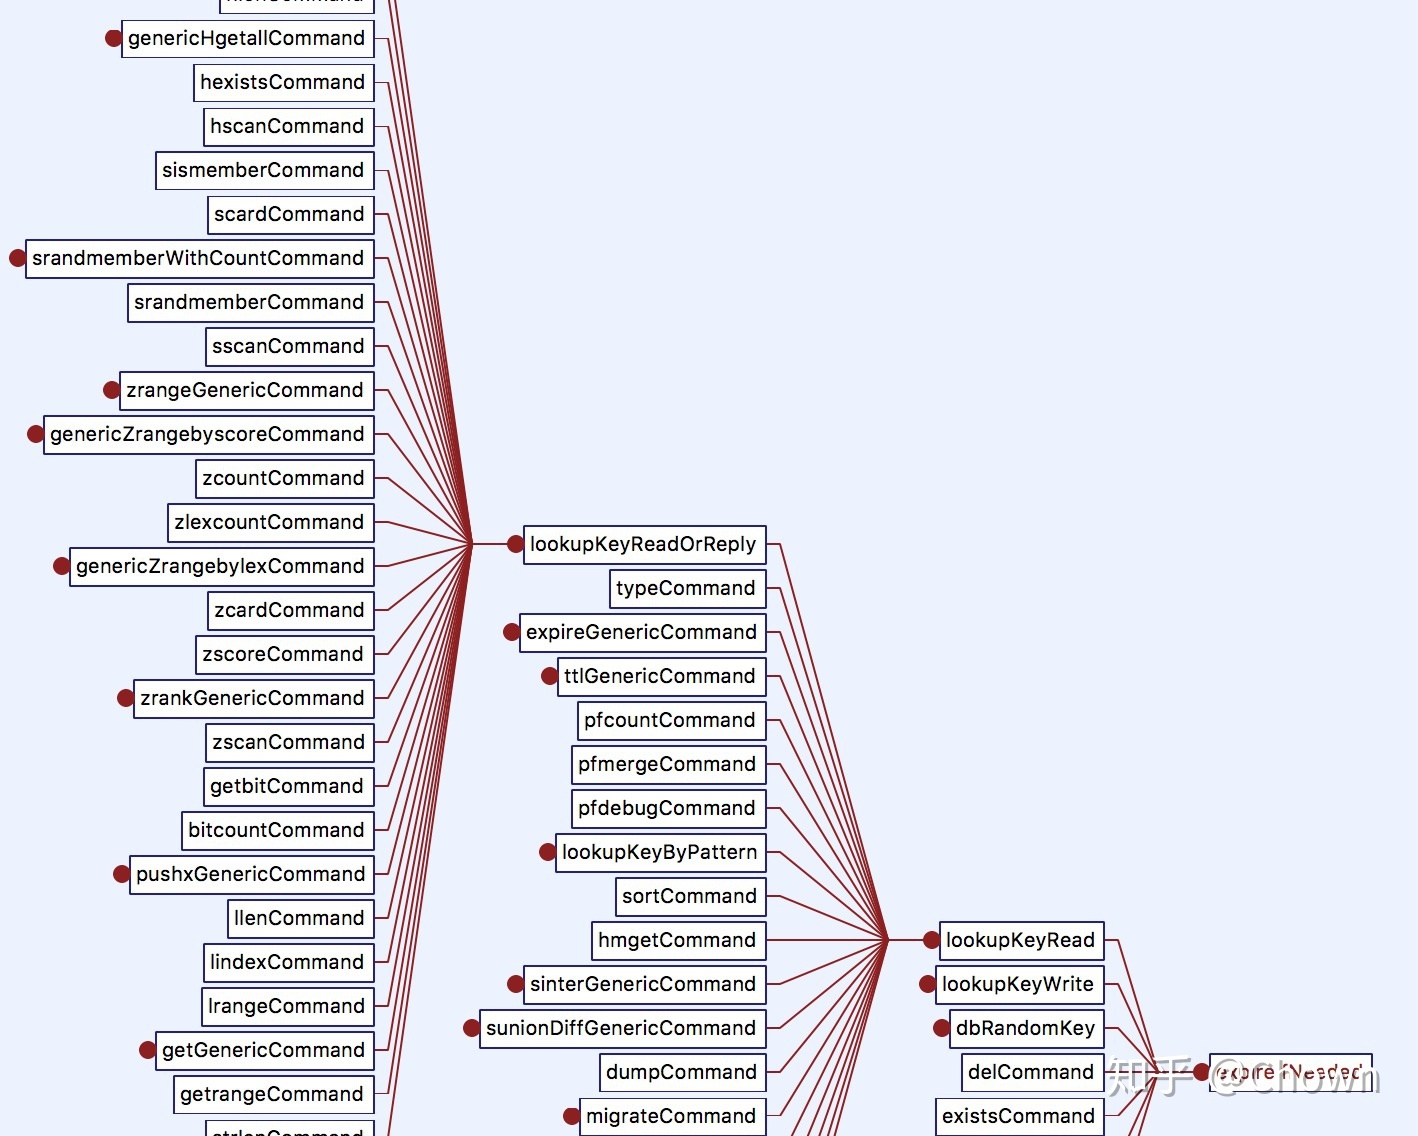 genericHgetallCommand
hexistsCommand
hscanCommand
sismemberCommand
scardCommand
srandmemberWithCountCommand
srandmemberCommand
sscanCommand
zrangeGenericCommand
genericZrangebyscoreCommand
zcountCommand
zlexcountCommand
genericZrangebylexCommand
zcardCommand
zscoreCommand
zrankGenericCommand
zscanCommand
getbitCommand
bitcountCommand
pushxGenericCommand
llenCommand
lindexCommand
lrangeCommand
getGenericCommand
getrangeCommand
strlenCommand
lookupKeyReadOrReply
typeCommand
expireGenericCommand
ttlGenericCommand
pfcountCommand
pfmergeCommand
pfdebugCommand
lookupKeyByPattern
sortCommand
hmgetCommand
sinterGenericCommand
sunionDiffGenericCommand
dumpCommand
migrateCommand
lookupKeyRead
lookupKeyWrite
dbRandomKey
delCommand
existsCommand
expireIfNeeded
知乎 @Chown